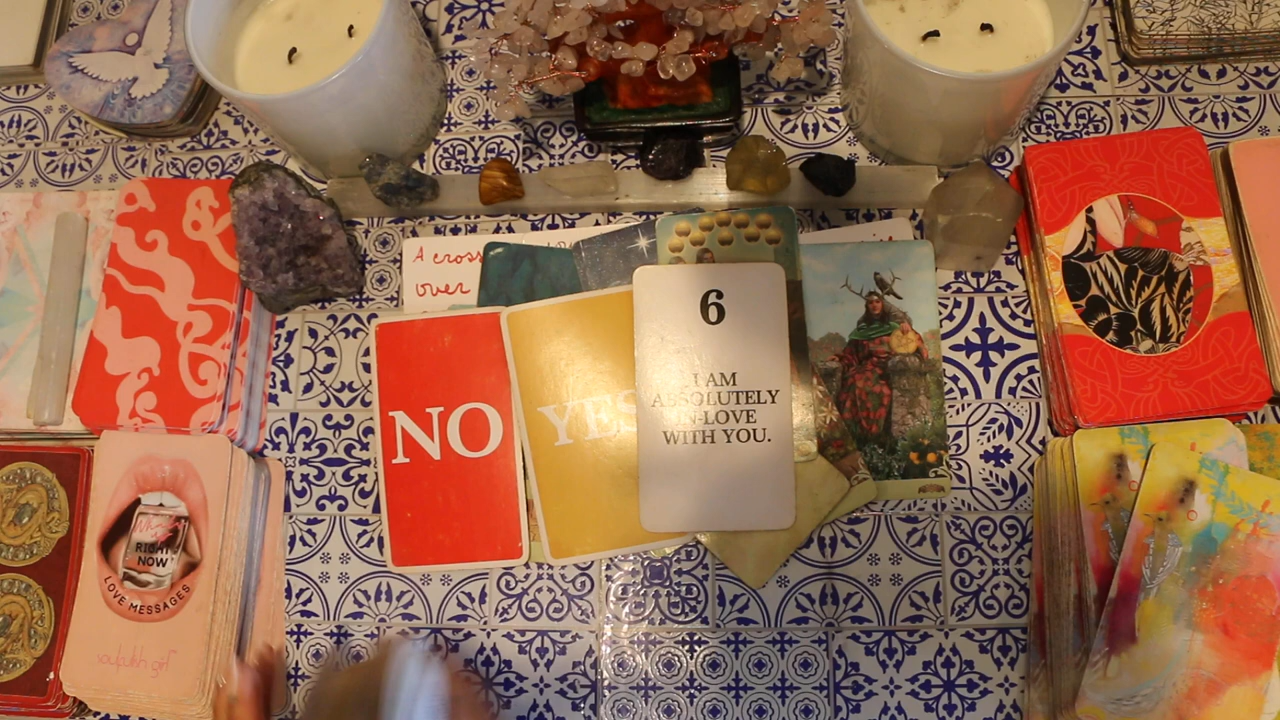 A cross
over
NO
YES
6
I AM
ABSOLUTELY
IN-LOVE
WITH YOU.
RIGHT
NOW
LOVE MESSAGES